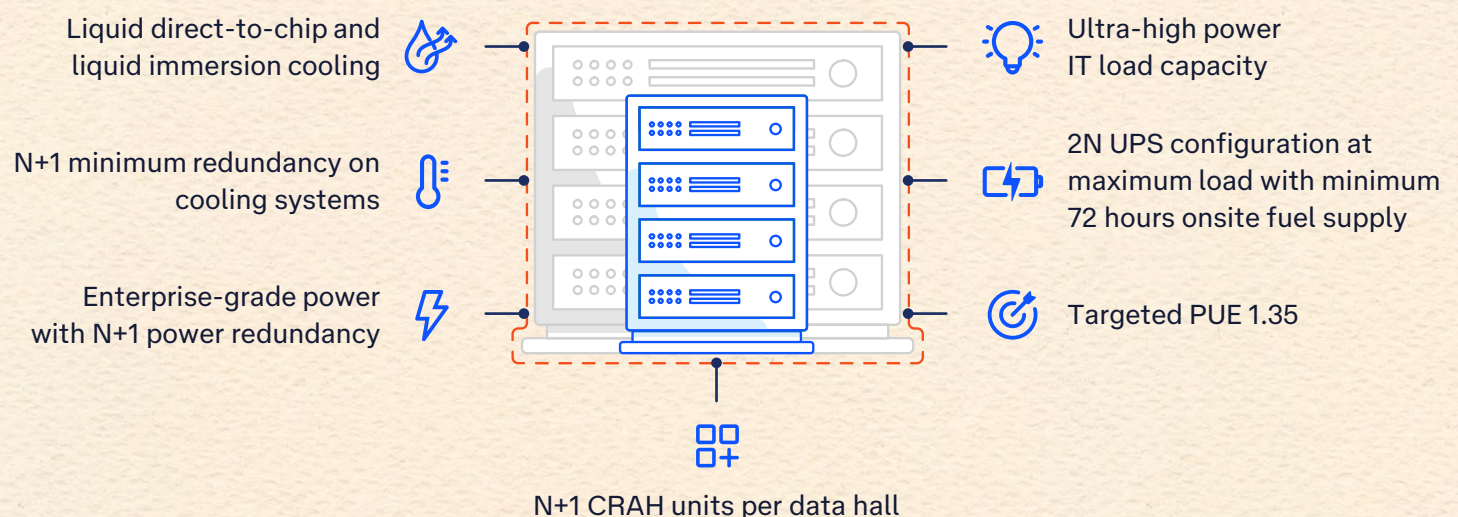 Liquid direct-to-chip and
liquid immersion cooling
N+1 minimum redundancy on
cooling systems
Enterprise-grade power
with N+1 power redundancy
Ultra-high power
IT load capacity
2N UPS configuration at
maximum load with minimum
72 hours onsite fuel supply
Targeted PUE 1.35
N+1 CRAH units per data hall